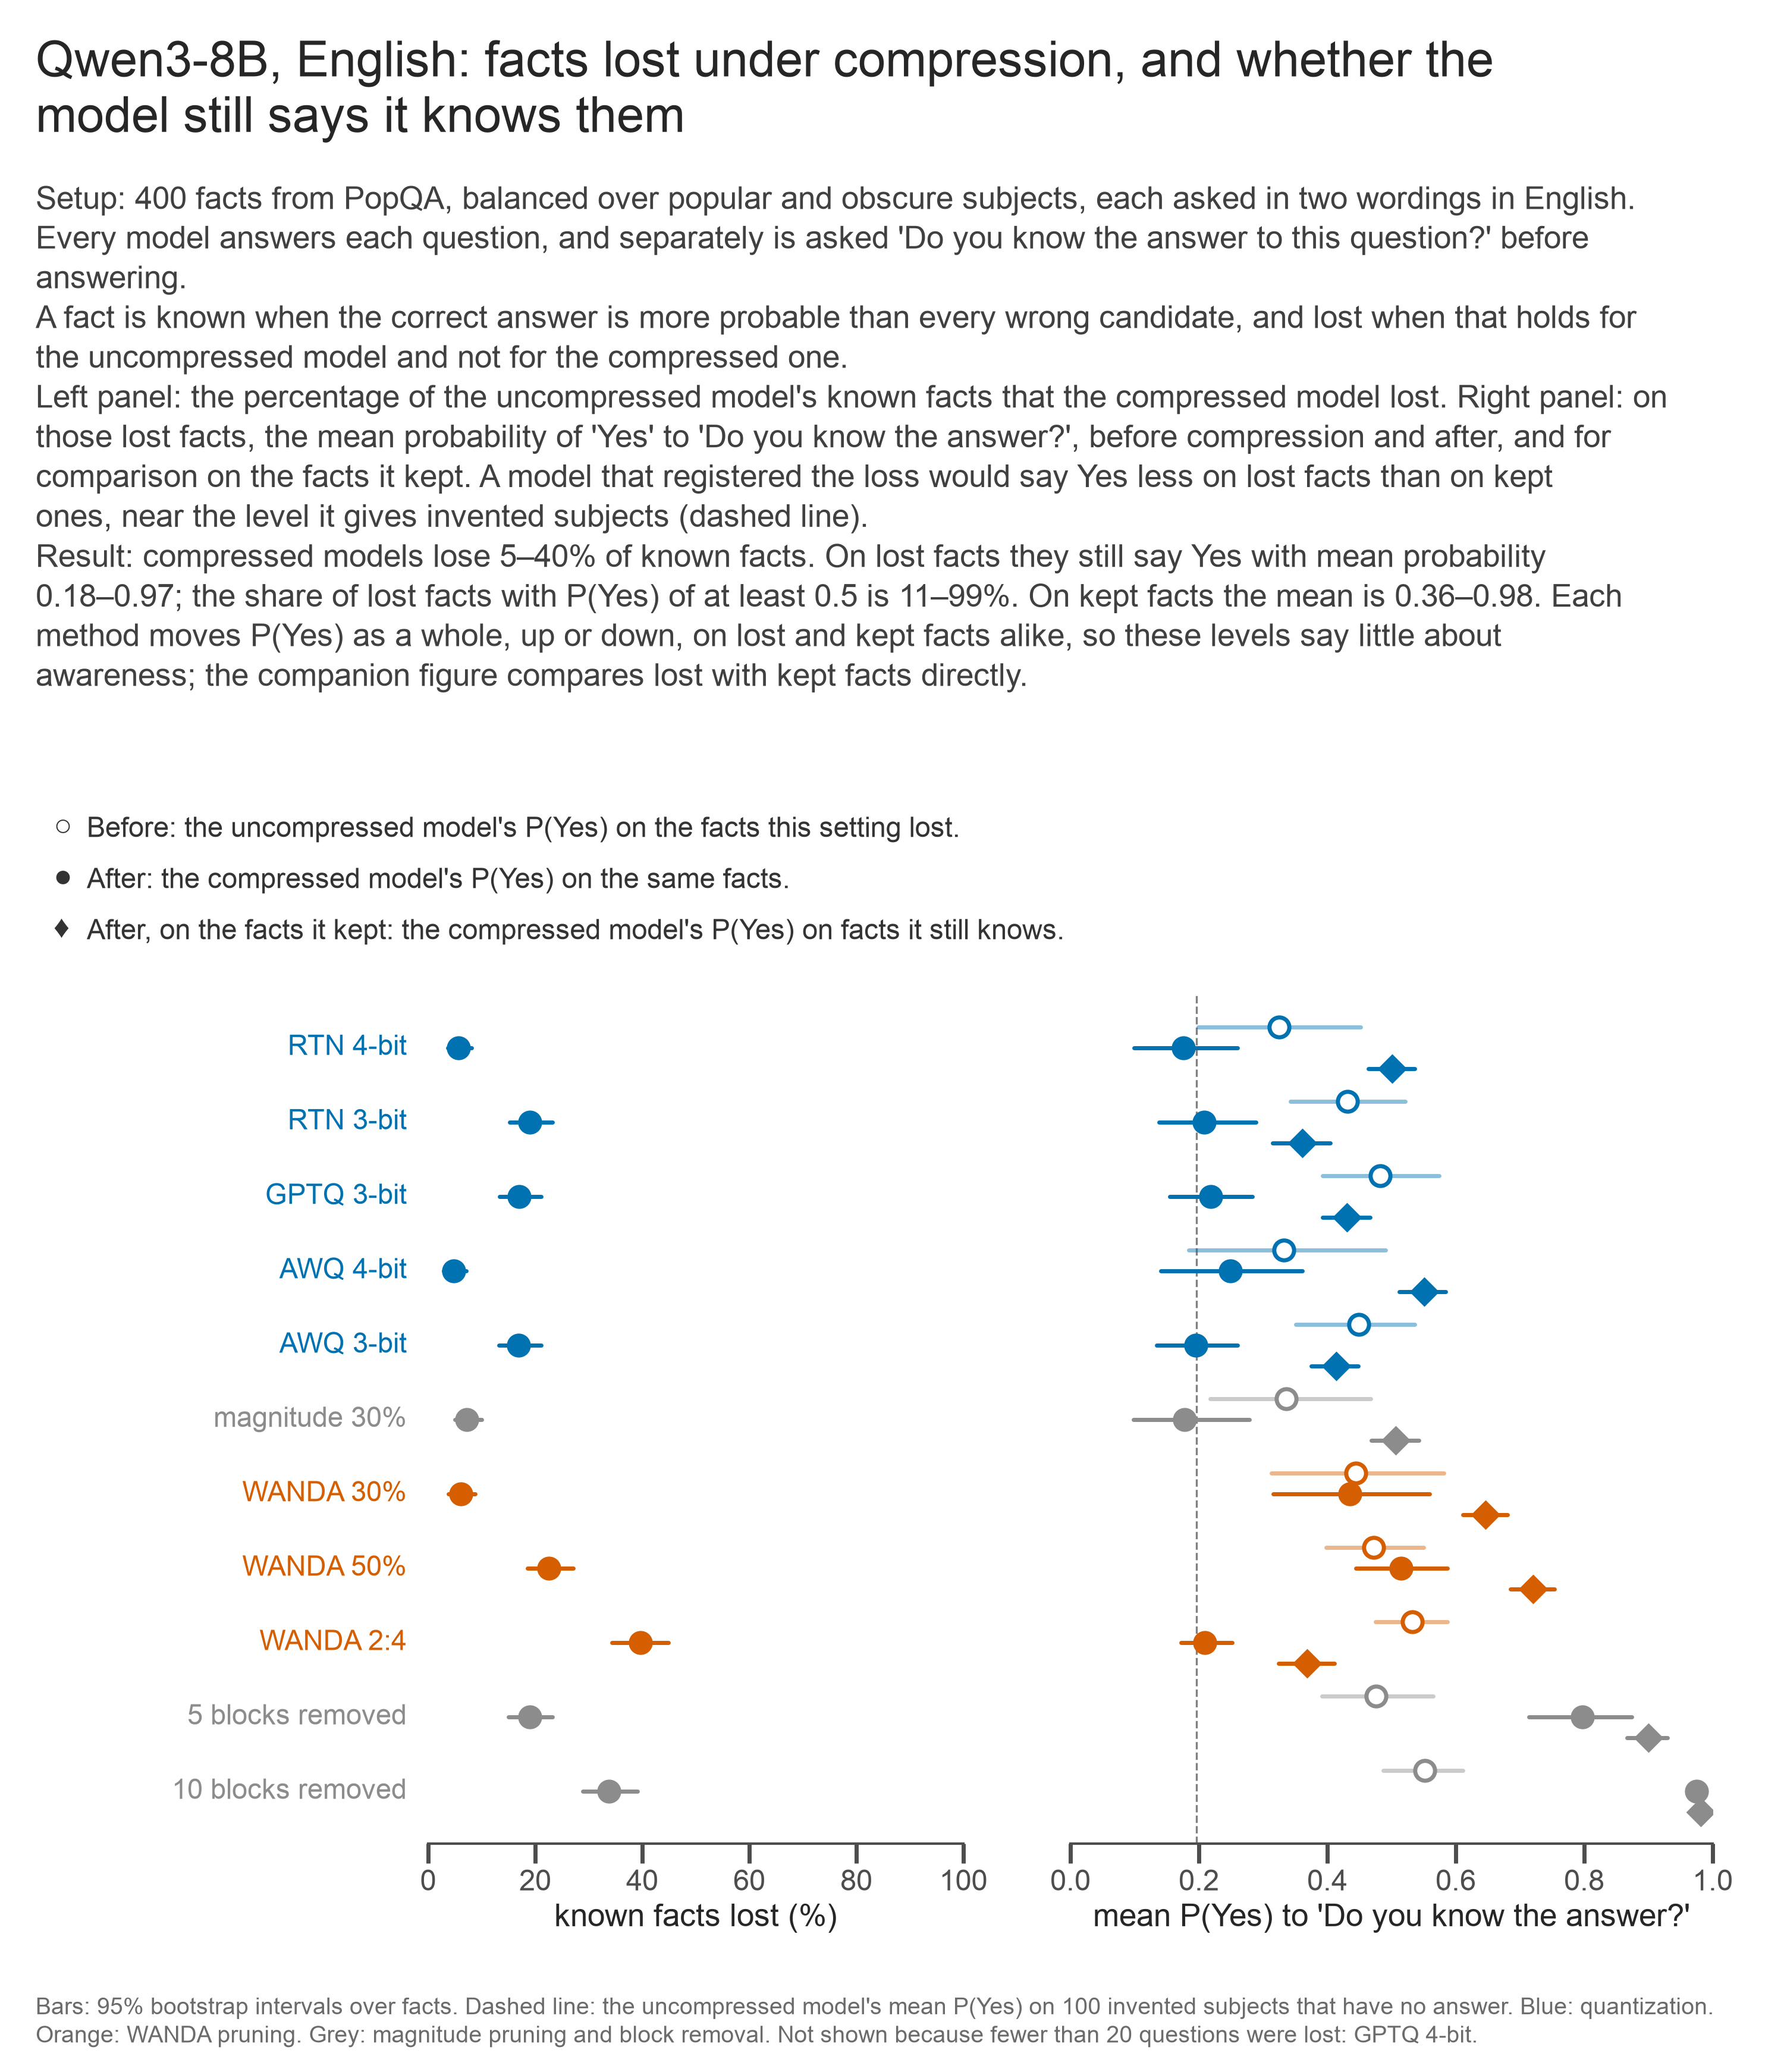 Qwen3-8B, English: facts lost under compression, and whether the
model still says it knows them
Setup: 400 facts from PopQA, balanced over popular and obscure subjects, each asked in two wordings in English.
Every model answers each question, and separately is asked 'Do you know the answer to this question?' before
answering.
A fact is known when the correct answer is more probable than every wrong candidate, and lost when that holds for
the uncompressed model and not for the compressed one.
Left panel: the percentage of the uncompressed model's known facts that the compressed model lost. Right panel: on
those lost facts, the mean probability of 'Yes' to 'Do you know the answer?', before compression and after, and for
comparison on the facts it kept. A model that registered the loss would say Yes less on lost facts than on kept
ones, near the level it gives invented subjects (dashed line).
Result: compressed models lose 5–40% of known facts. On lost facts they still say Yes with mean probability
0.18–0.97; the share of lost facts with P(Yes) of at least 0.5 is 11–99%. On kept facts the mean is 0.36–0.98. Each
method moves P(Yes) as a whole, up or down, on lost and kept facts alike, so these levels say little about
awareness; the companion figure compares lost with kept facts directly.
Before: the uncompressed model's P(Yes) on the facts this setting lost.
After: the compressed model's P(Yes) on the same facts.
After, on the facts it kept: the compressed model's P(Yes) on facts it still knows.
RTN 4-bit
RTN 3-bit
GPTQ 3-bit
AWQ 4-bit
AWQ 3-bit
magnitude 30%
WANDA 30%
WANDA 50%
WANDA 2:4
5 blocks removed
10 blocks removed
0 20 40 60 80 100
known facts lost (%)
0.0 0.2 0.4 0.6 0.8 1.0
mean P(Yes) to 'Do you know the answer?'
Bars: 95% bootstrap intervals over facts. Dashed line: the uncompressed model's mean P(Yes) on 100 invented subjects that have no answer. Blue: quantization.
Orange: WANDA pruning. Grey: magnitude pruning and block removal. Not shown because fewer than 20 questions were lost: GPTQ 4-bit.